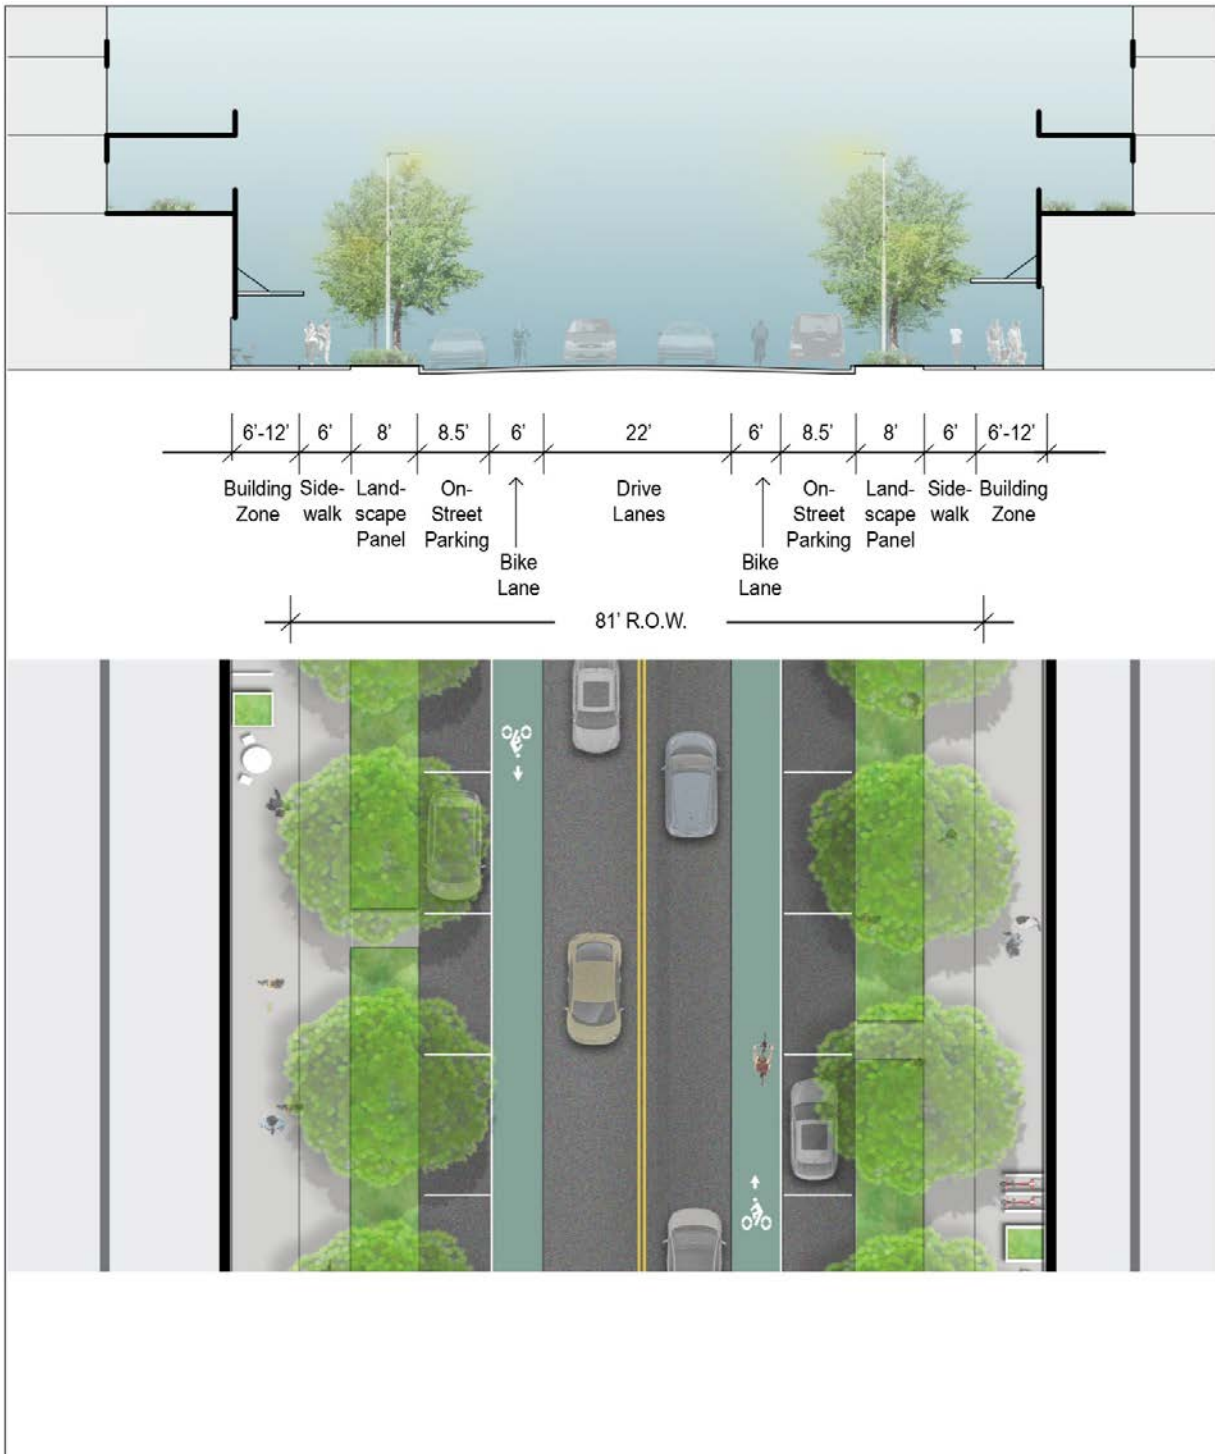 6'-12' 6' 8' 8.5' 6' 22' 6' 8.5' 8' 6' 6'-12'
Building Side- Land- On- Drive On- Land- Side- Building
Zone walk scape Street Lanes Street scape walk Zone
Panel Parking Parking Panel
Bike Bike
Lane Lane
81' R.O.W.